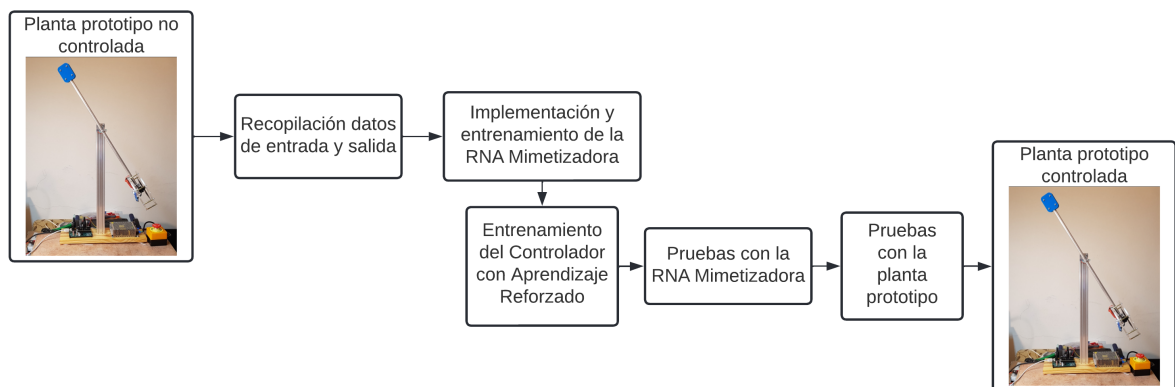 Planta prototipo no
controlada
Recopilación datos
de entrada y salida
Implementación y
entrenamiento de la
RNA Mimetizadora
Entrenamiento
del Controlador
con Aprendizaje
Reforzado
Pruebas con la
RNA Mimetizadora
Pruebas
con la
planta
prototipo
Planta prototipo
controlada